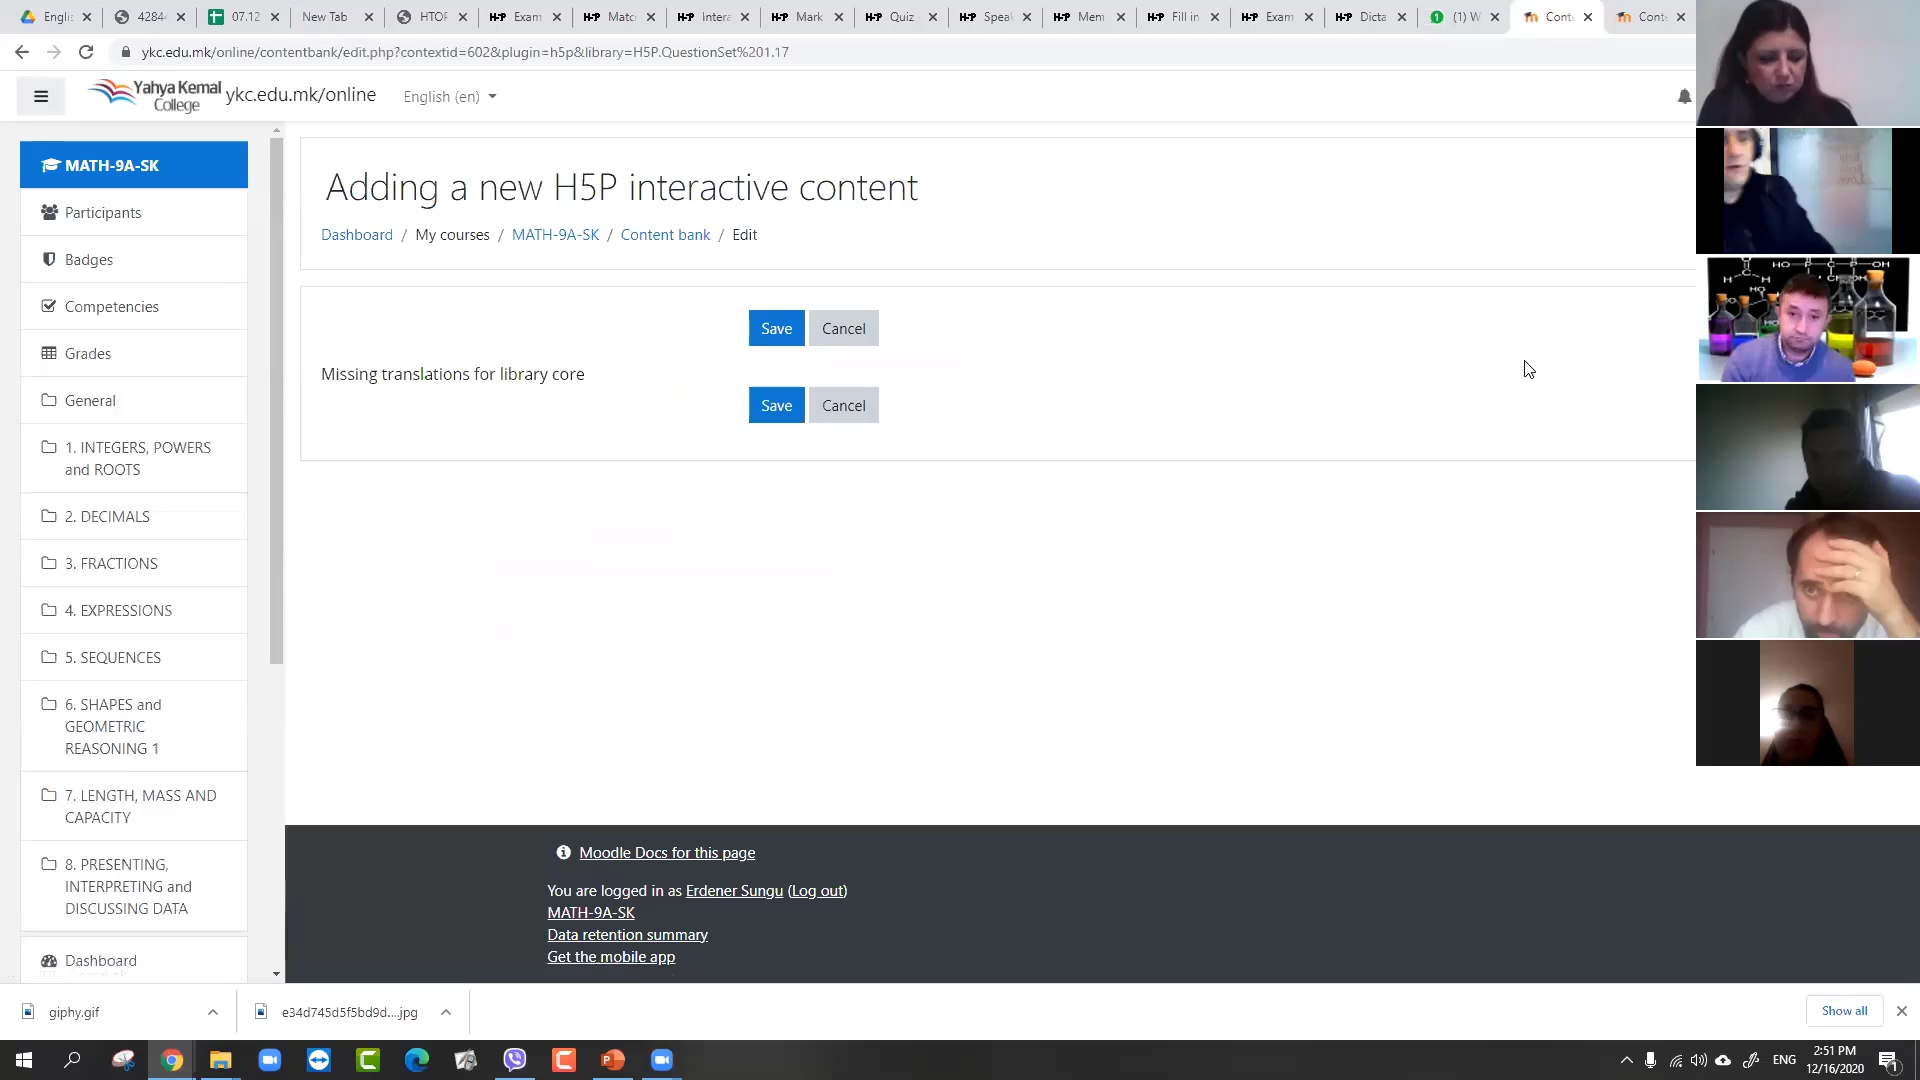 Engli
4284
07.12
New Tab
HTOF
H-P Exam
H-P Matc
H-P Intera
H-P Mark
H-P Quiz
H-P Speak
H-P Mem
H-P Fill in
H-P Exam
H-P Dicta
(1) W
Cont
Cont
ykc.edu.mk/online/contentbank/edit.php?contextid=602&plugin=h5p&library=H5P.QuestionSet%201.17
Yahya Kemal
College
ykc.edu.mk/online
English (en)
MATH-9A-SK
Participants
Badges
Competencies
Grades
General
1. INTEGERS, POWERS
and ROOTS
2. DECIMALS
3. FRACTIONS
4. EXPRESSIONS
5. SEQUENCES
6. SHAPES and
GEOMETRIC
REASONING 1
7. LENGTH, MASS AND
CAPACITY
8. PRESENTING,
INTERPRETING and
DISCUSSING DATA
Dashboard
Adding a new H5P interactive content
Dashboard / My courses / MATH-9A-SK / Content bank / Edit
Save Cancel
Missing translations for library core
Save Cancel
Moodle Docs for this page
You are logged in as Erdener Sungu (Log out)
MATH-9A-SK
Data retention summary
Get the mobile app
giphy.gif
e34d745d5f5bd9d....jpg
Show all
ENG
2:51 PM
12/16/2020